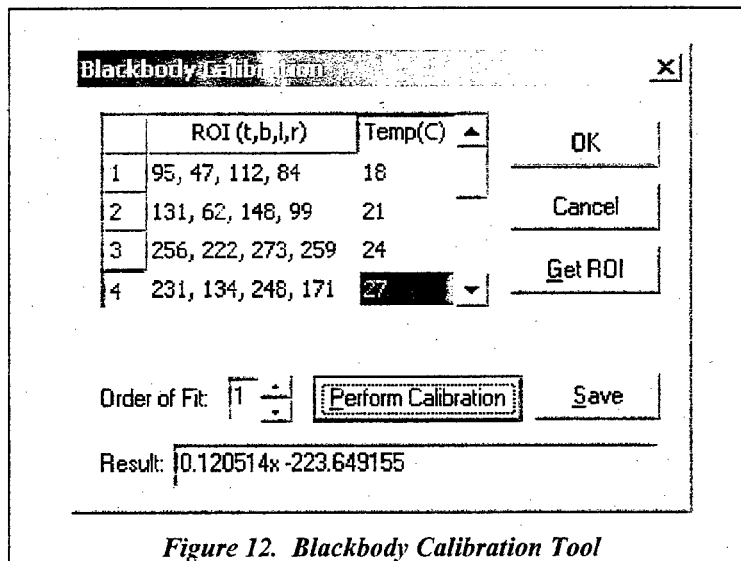 Blackbody Calibration
ROI (t,b,l,r) Temp(C)
1 95, 47, 112, 84 18
2 131, 62, 148, 99 21
3 256, 222, 273, 259 24
4 231, 134, 248, 171 27
OK
Cancel
Get ROI
Order of Fit: 1 Perform Calibration Save
Result: 0.120514x -223.649155
Figure 12. Blackbody Calibration Tool